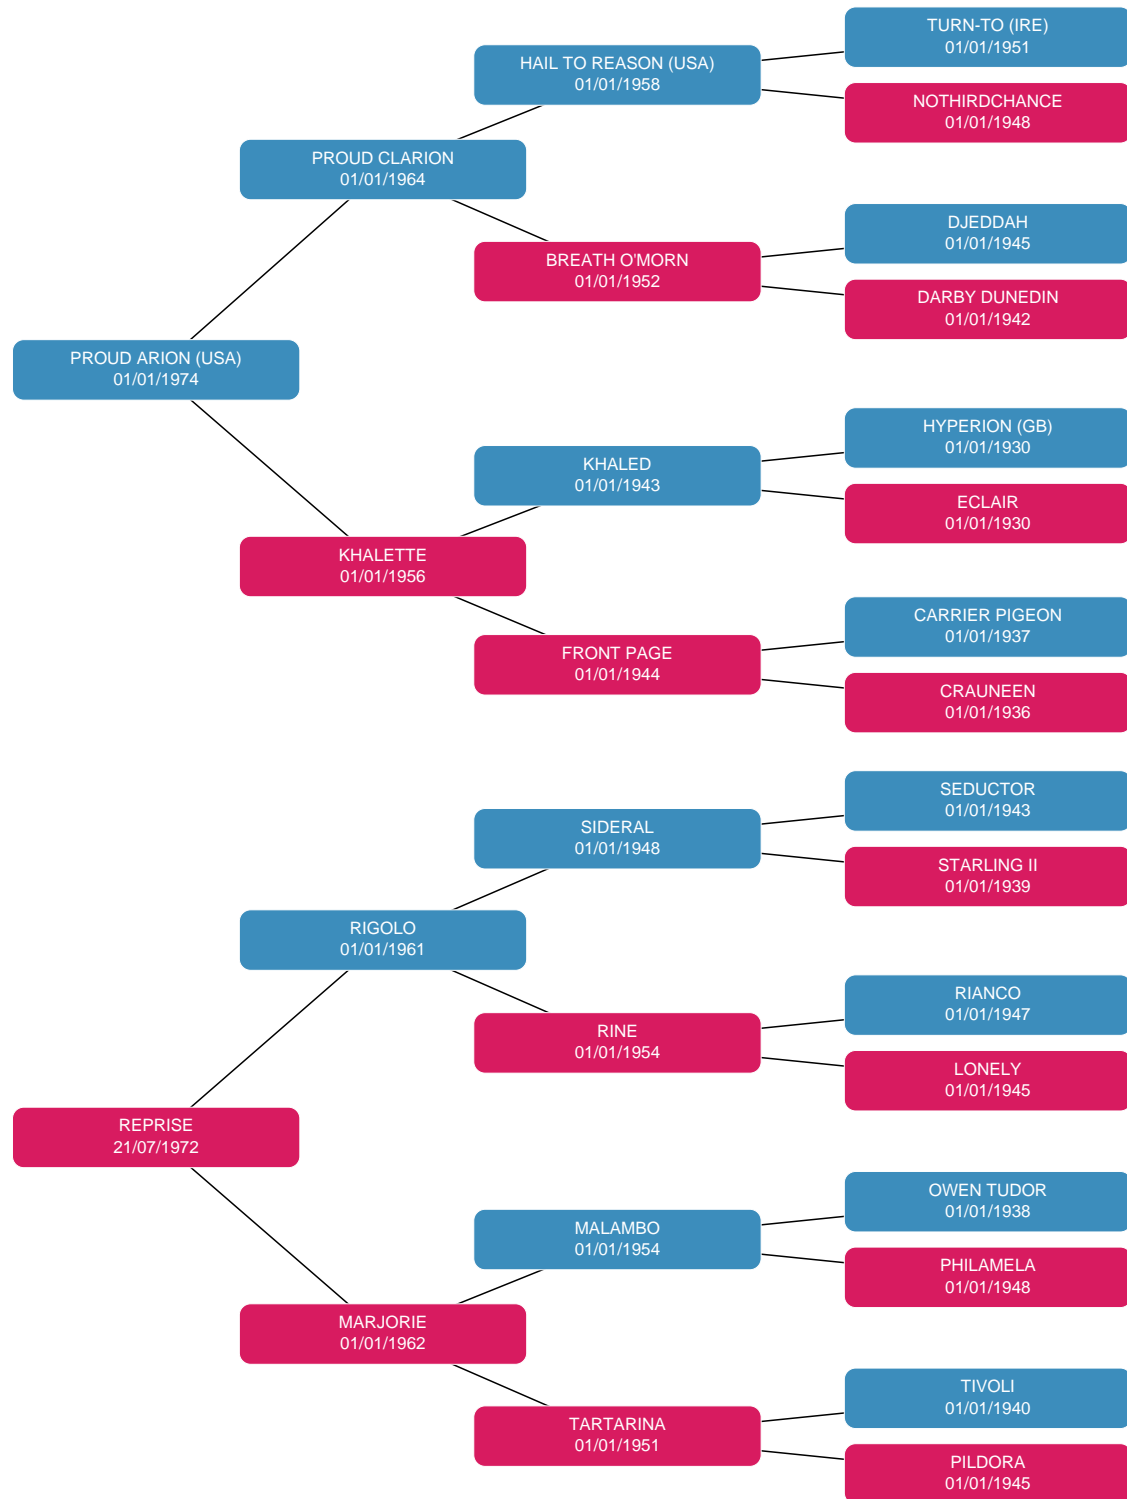 TURN-TO (IRE)
01/01/1951
HAIL TO REASON (USA)
01/01/1958
NOTHIRDCHANCE
01/01/1948
PROUD CLARION
01/01/1964
DJEDDAH
01/01/1945
BREATH O'MORN
01/01/1952
DARBY DUNEDIN
01/01/1942
PROUD ARION (USA)
01/01/1974
HYPERION (GB)
01/01/1930
KHALED
01/01/1943
ECLAIR
01/01/1930
KHALETTE
01/01/1956
CARRIER PIGEON
01/01/1937
FRONT PAGE
01/01/1944
CRAUNEEN
01/01/1936
SEDUCTOR
01/01/1943
SIDERAL
01/01/1948
STARLING II
01/01/1939
RIGOLO
01/01/1961
RIANCO
01/01/1947
RINE
01/01/1954
LONELY
01/01/1945
REPRISE
21/07/1972
OWEN TUDOR
01/01/1938
MALAMBO
01/01/1954
PHILAMELA
01/01/1948
MARJORIE
01/01/1962
TIVOLI
01/01/1940
TARTARINA
01/01/1951
PILDORA
01/01/1945